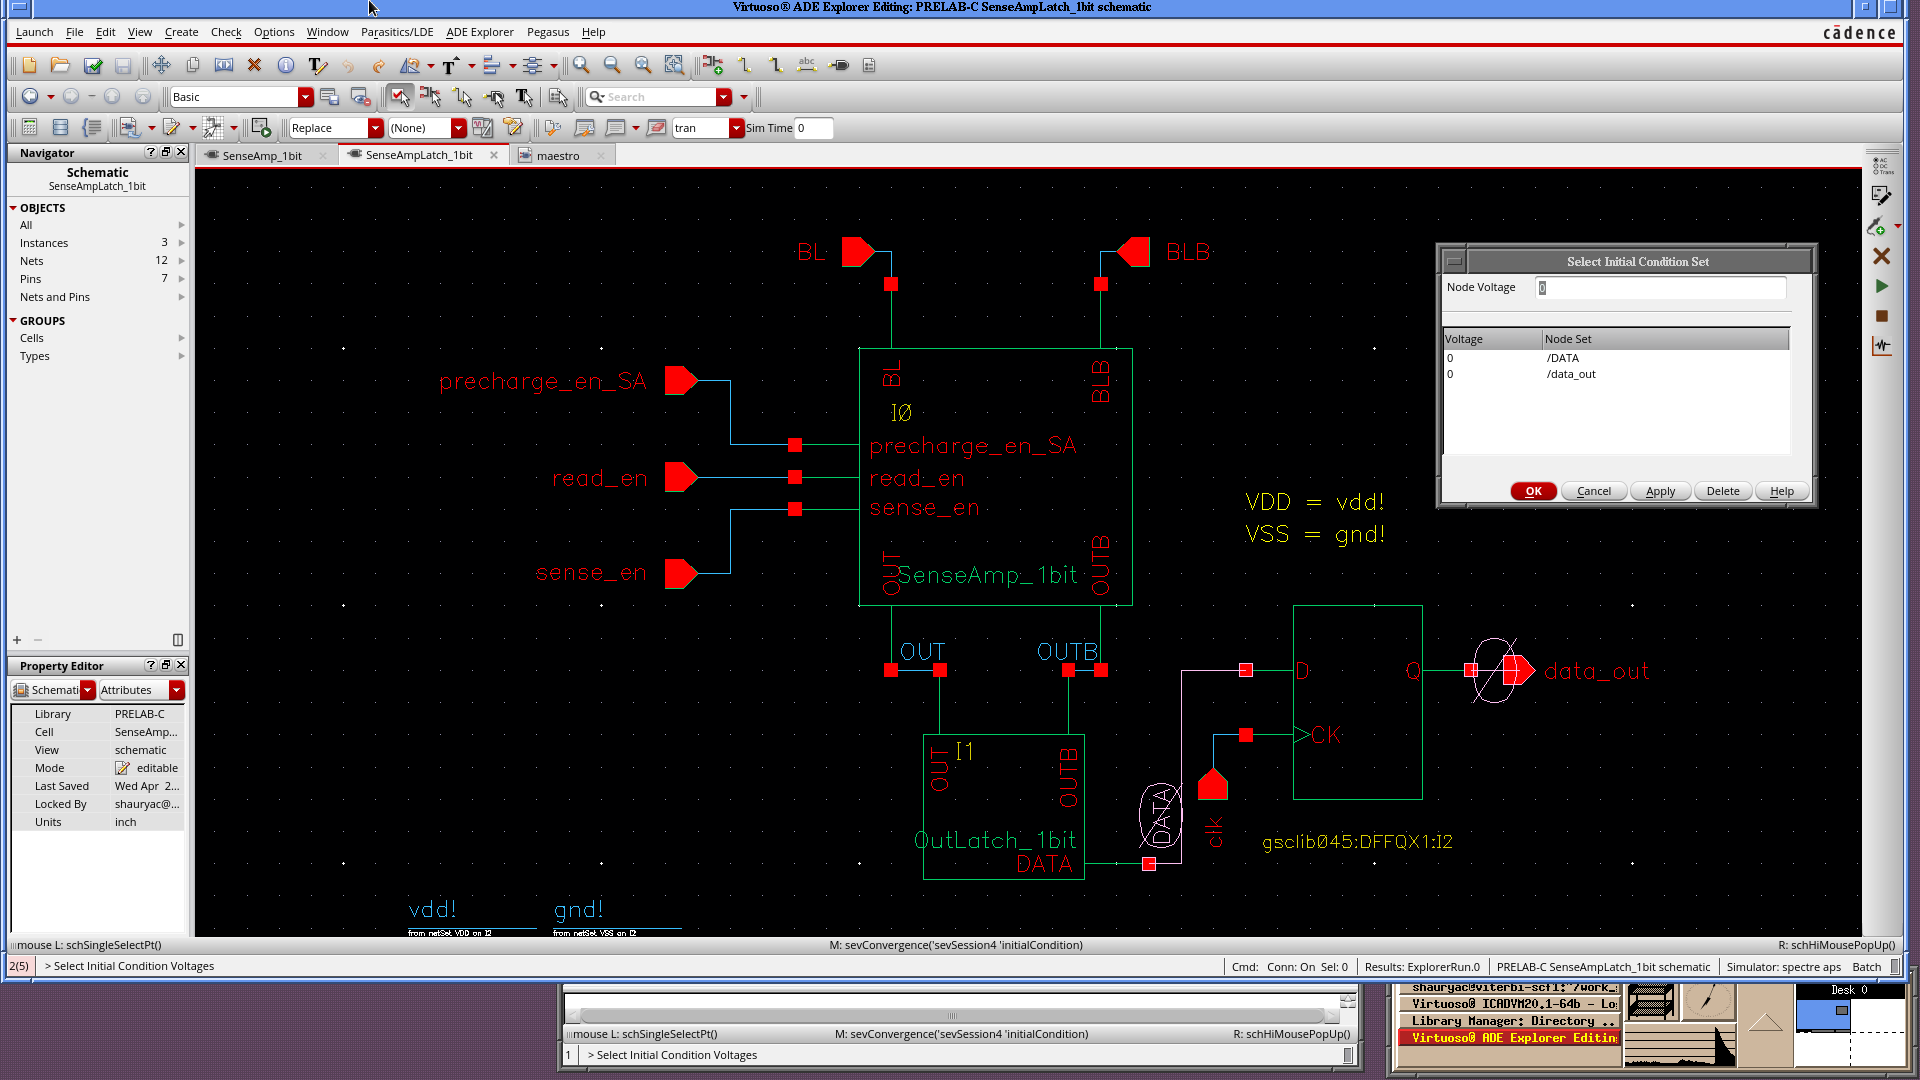 Virtuoso® ADE Explorer Editing: PRELAB-C SenseAmpLatch_1bit schematic
Launch File Edit View Create Check Options Window Parasitics/LDE ADE Explorer Pegasus Help
cādence
Basic
Search
Replace (None) tran Sim Time 0
Navigator
SenseAmp_1bit SenseAmpLatch_1bit maestro
Schematic
SenseAmpLatch_1bit
OBJECTS
All
Instances 3
Nets 12
Pins 7
Nets and Pins
GROUPS
Cells
Types
Property Editor
Schemati Attributes
Library PRELAB-C
Cell SenseAmp...
View schematic
Mode editable
Last Saved Wed Apr 2...
Locked By shauryac@...
Units inch
BL
BLB
BL
BLB
I0
precharge_en_SA
precharge_en_SA
read_en
read_en
sense_en
sense_en
OUT
OUTB
SenseAmp_1bit
OUT
OUTB
I1
OUT
OUTB
OutLatch_1bit
DATA
DATA
clk
VDD = vdd!
VSS = gnd!
D
Q
CK
data_out
gsclib045:DFFQX1:I2
vdd!
from netSet VDD on I2
gnd!
from netSet VSS on I2
Select Initial Condition Set
Node Voltage 0
Voltage Node Set
0 /DATA
0 /data_out
OK Cancel Apply Delete Help
mouse L: schSingleSelectPt() M: sevConvergence('sevSession4 'initialCondition) R: schHiMousePopUp()
2(5) > Select Initial Condition Voltages
Cmd: Conn: On Sel: 0 Results: ExplorerRun.0 PRELAB-C SenseAmpLatch_1bit schematic Simulator: spectre aps Batch
mouse L: schSingleSelectPt() M: sevConvergence('sevSession4 'initialCondition) R: schHiMousePopUp()
1 > Select Initial Condition Voltages
shauryac@viterbi-scf1:~/work_
Virtuoso® ICADVM20.1-64b - Lo
Library Manager: Directory ..
Virtuoso® ADE Explorer Editin
Desk 0